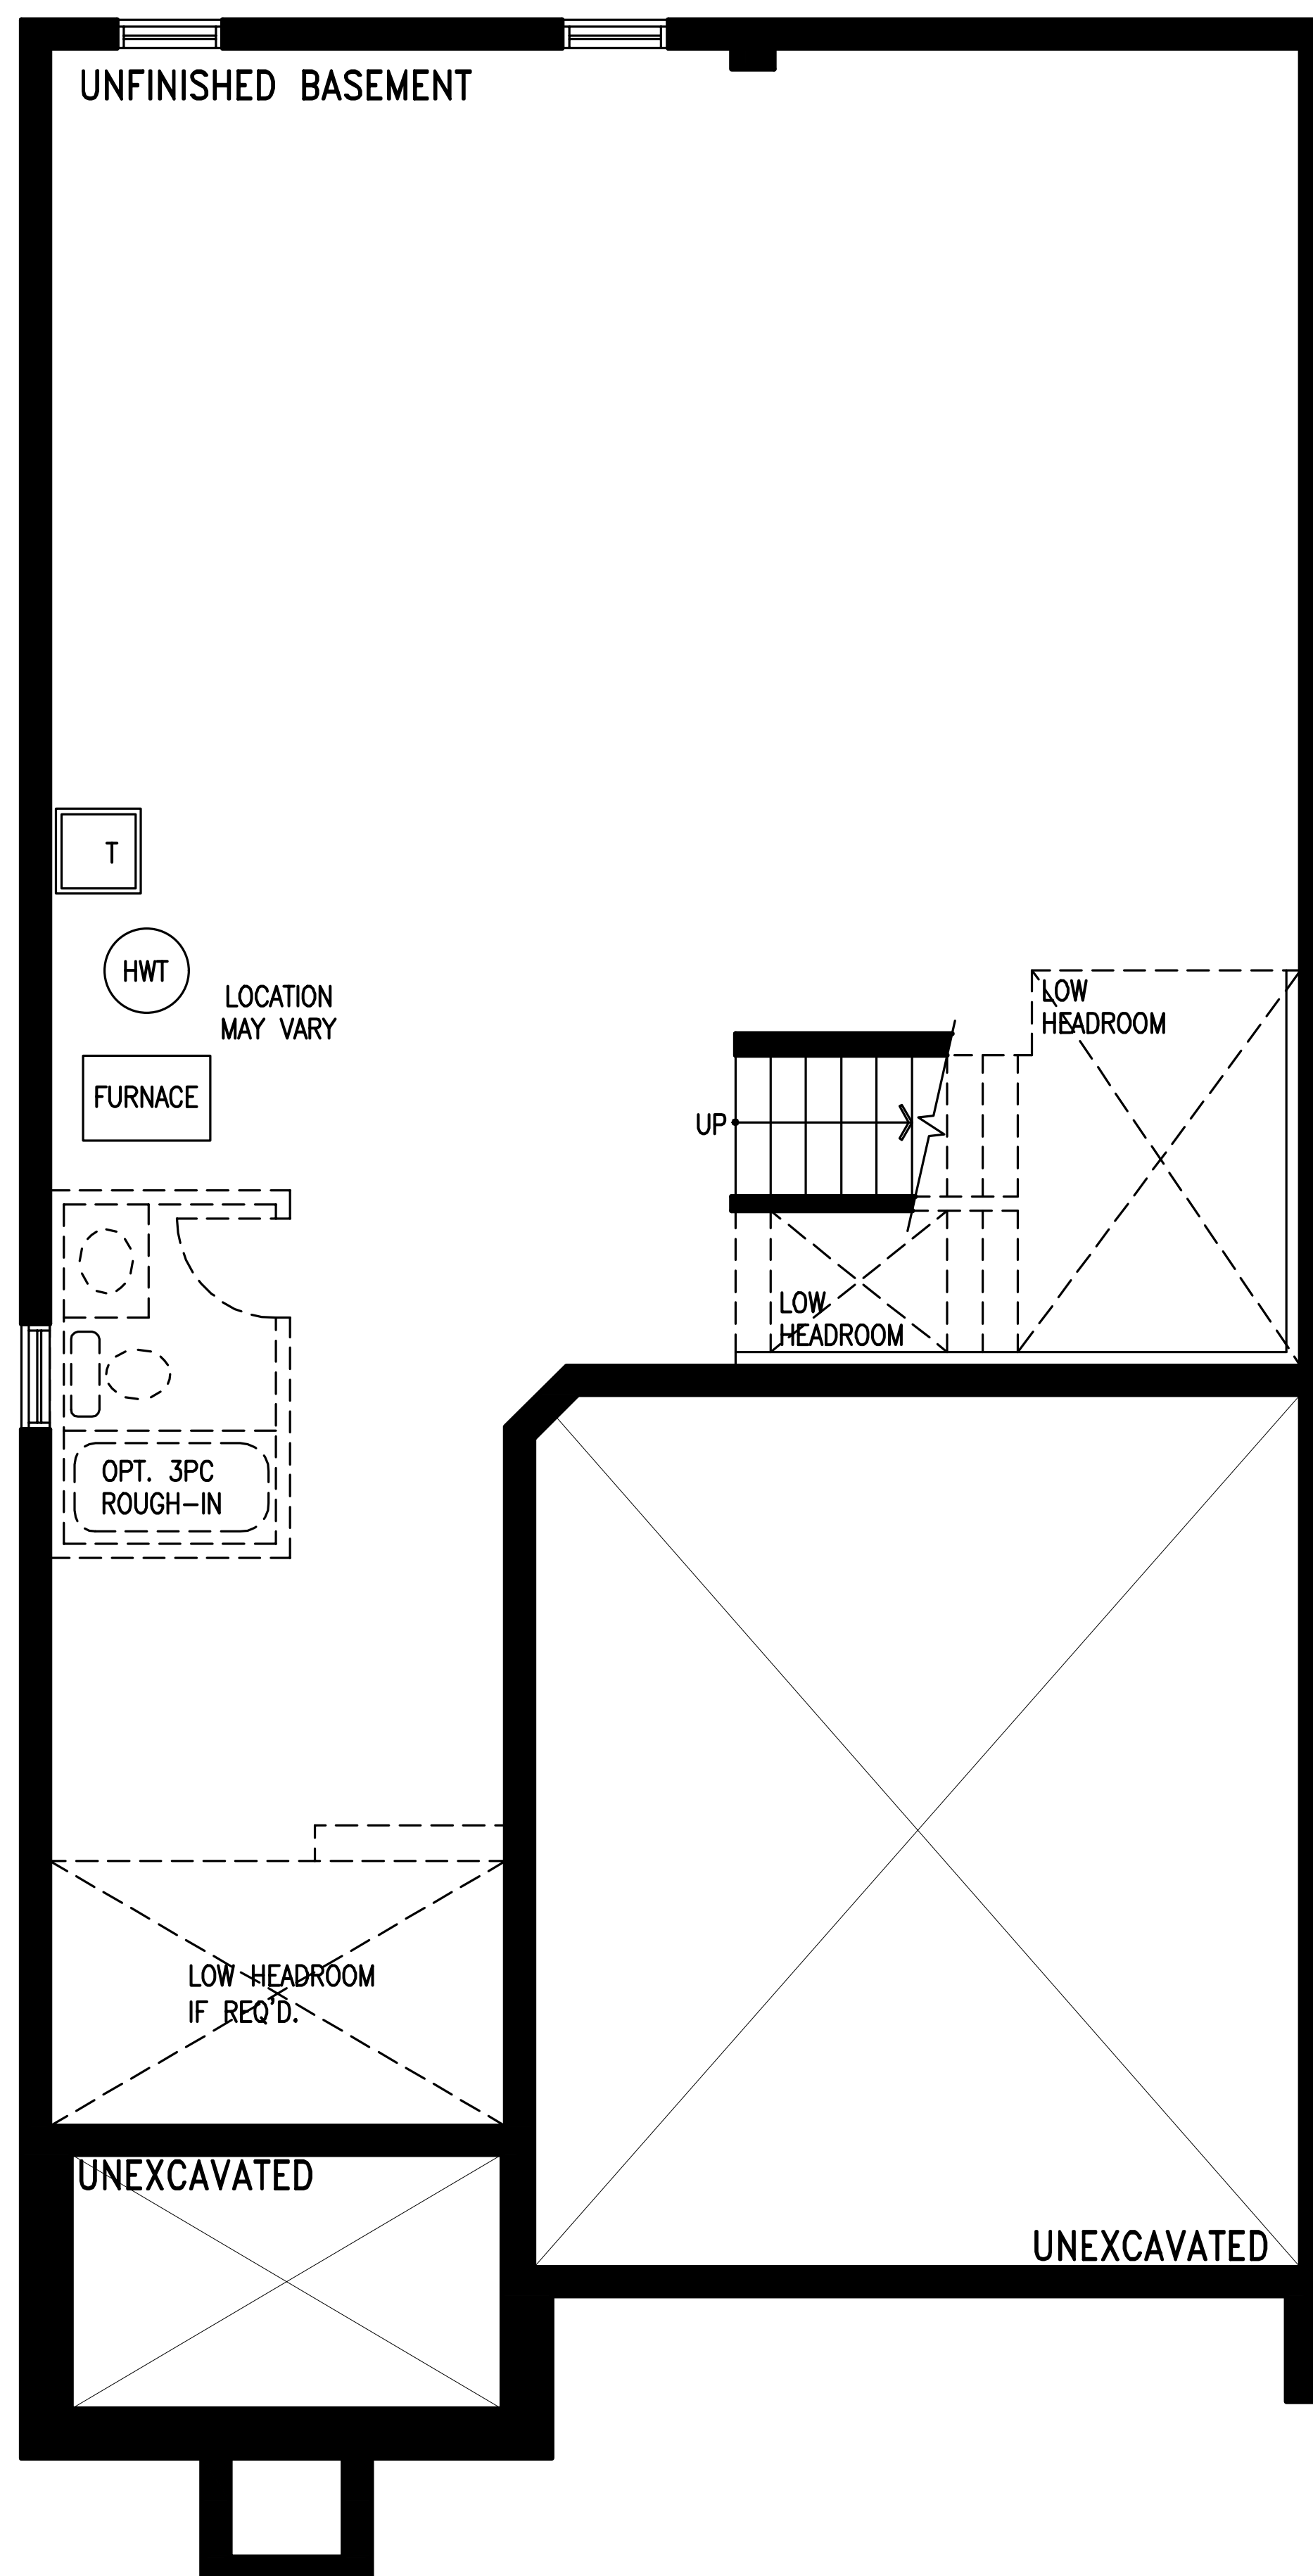 UNFINISHED BASEMENT
T
HWT
LOCATION
MAY VARY
FURNACE
LOW
HEADROOM
UP
LOW
HEADROOM
OPT. 3PC
ROUGH-IN
LOW HEADROOM
IF REQ'D.
UNEXCAVATED
UNEXCAVATED